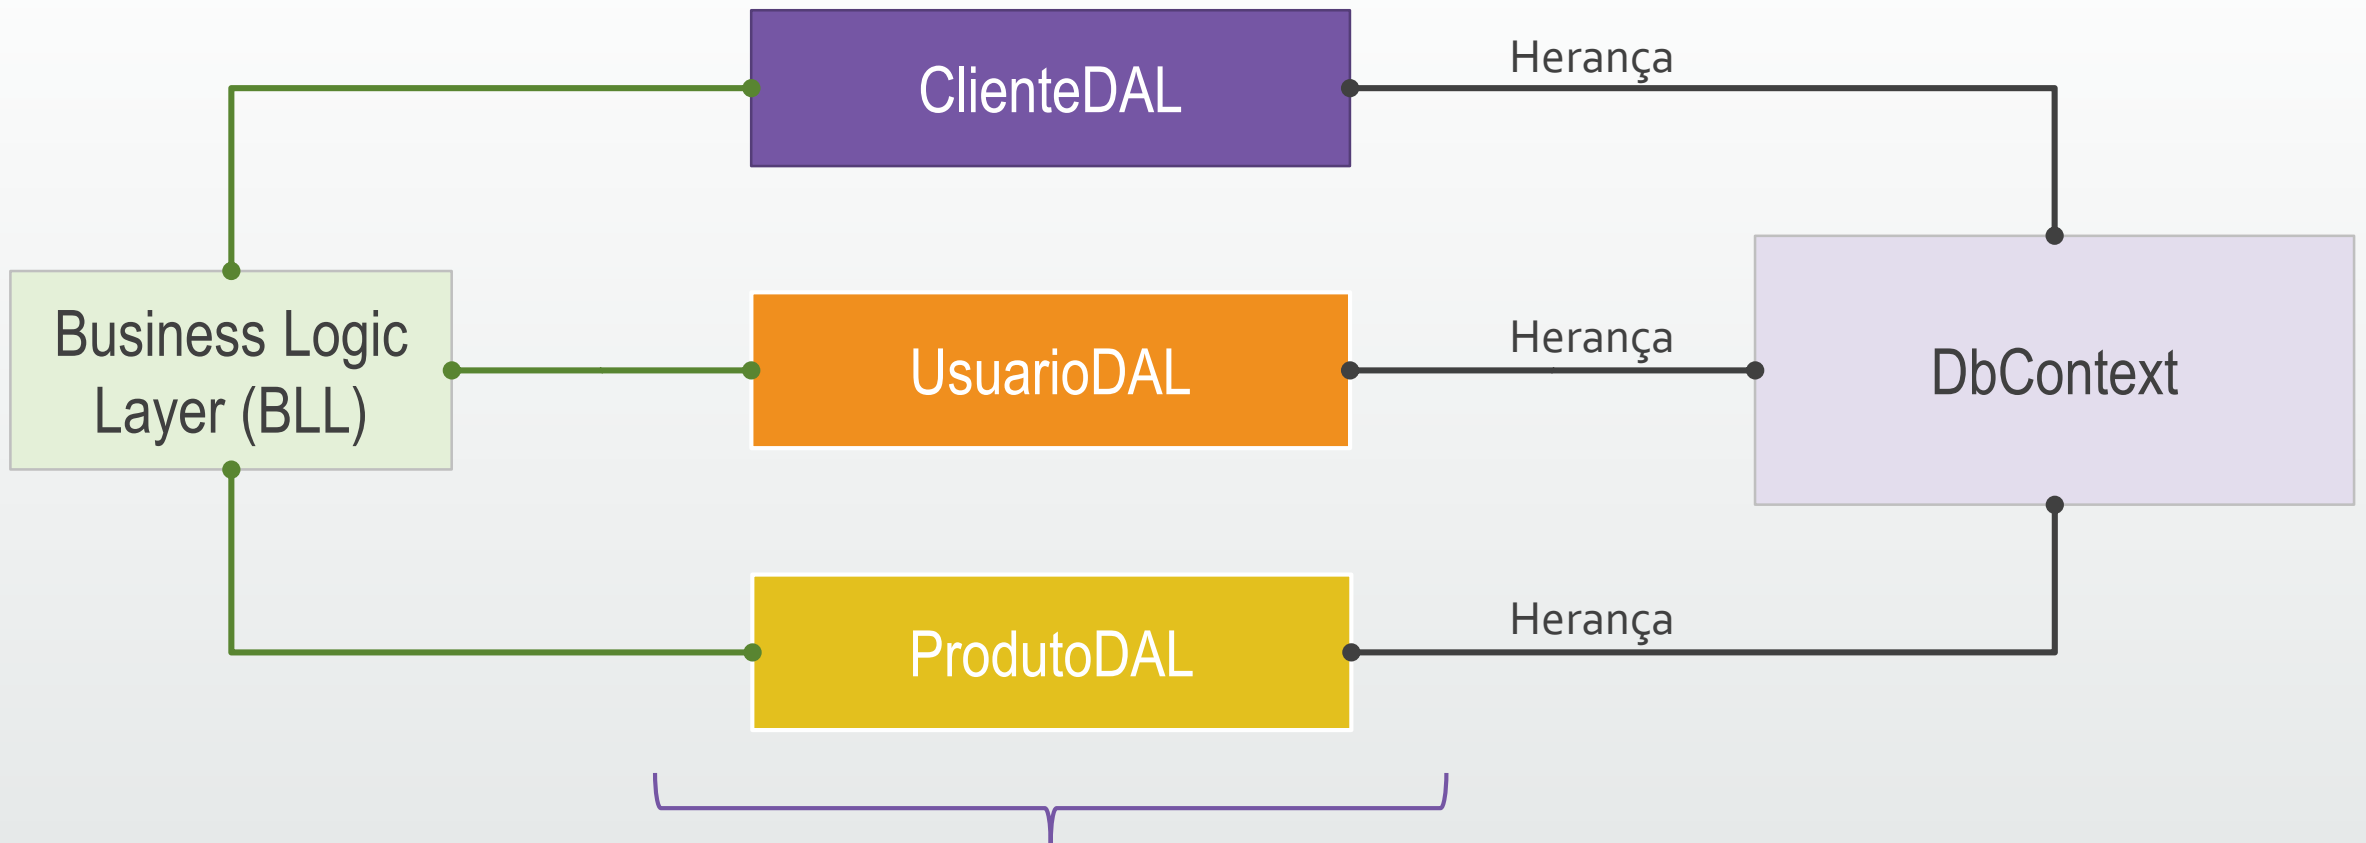 ClienteDAL
Herança
Business Logic
Layer (BLL)
UsuarioDAL
Herança
DbContext
ProdutoDAL
Herança